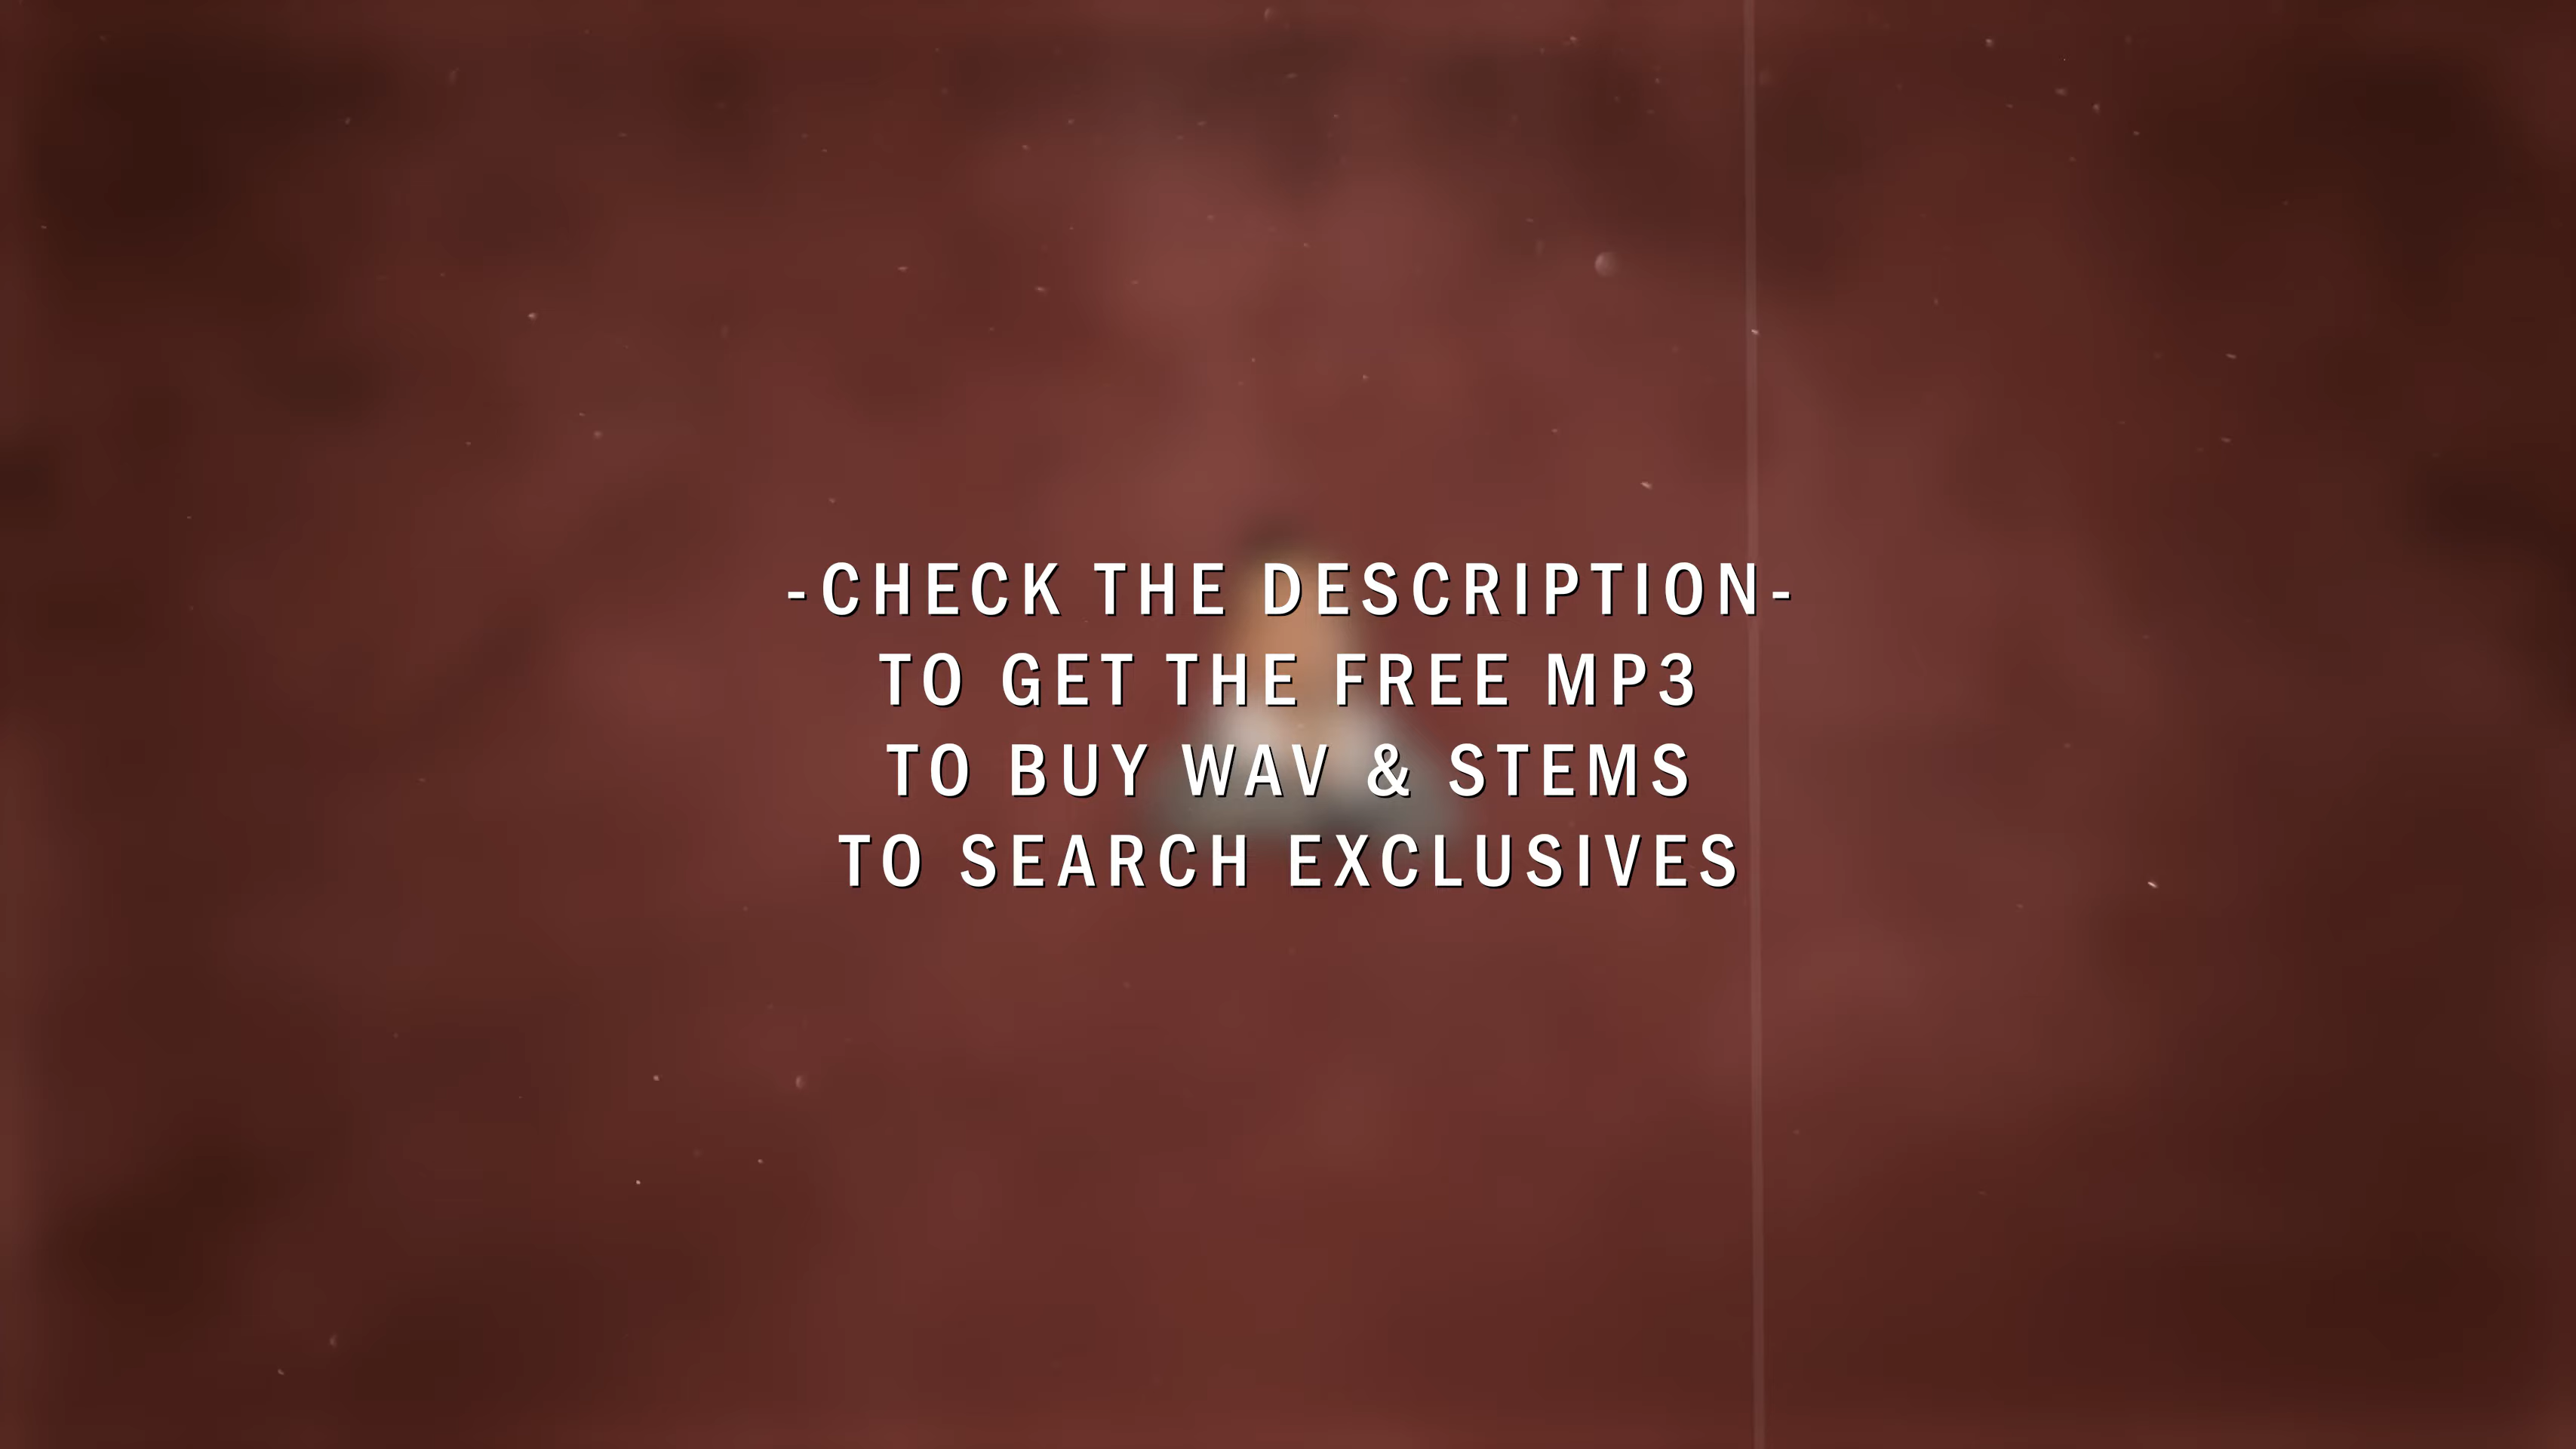 -CHECK THE DESCRIPTION-
TO GET THE FREE MP3
TO BUY WAV & STEMS
TO SEARCH EXCLUSIVES